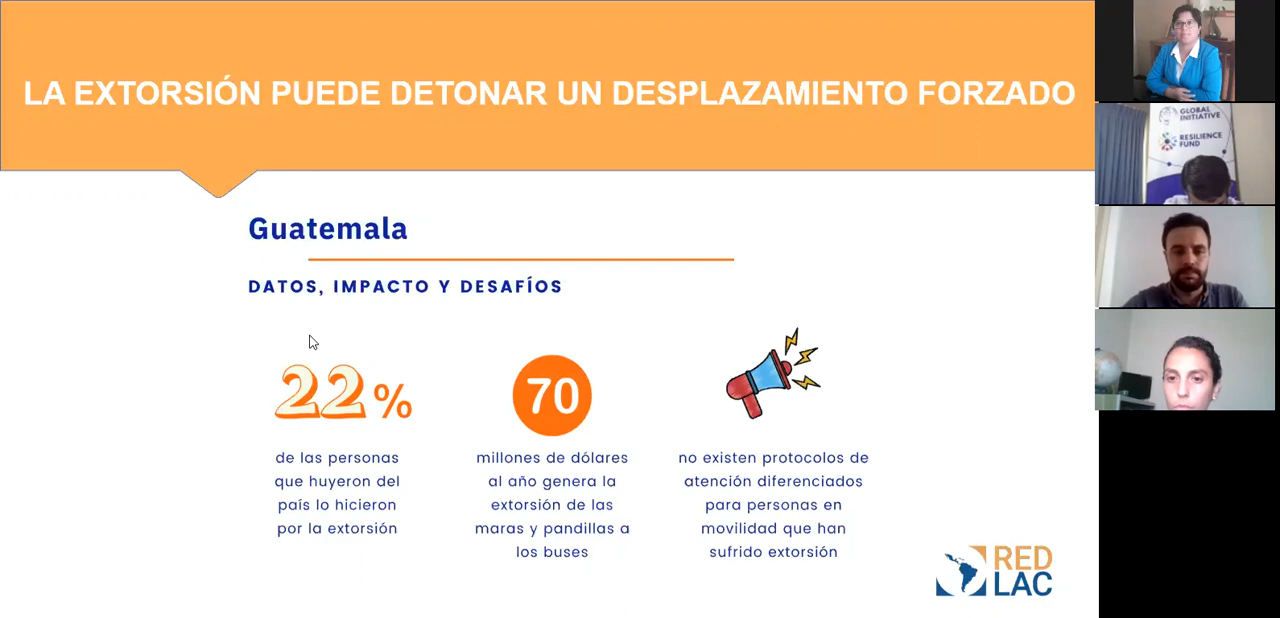 LA EXTORSIÓN PUEDE DETONAR UN DESPLAZAMIENTO FORZADO
Guatemala
DATOS, IMPACTO Y DESAFÍOS
22%
de las personas
que huyeron del
país lo hicieron
por la extorsión
70
millones de dólares
al año genera la
extorsión de las
maras y pandillas a
los buses
no existen protocolos de
atención diferenciados
para personas en
movilidad que han
sufrido extorsión
RED
LAC
GLOBAL
INITIATIVE
RESILIENCE
FUND